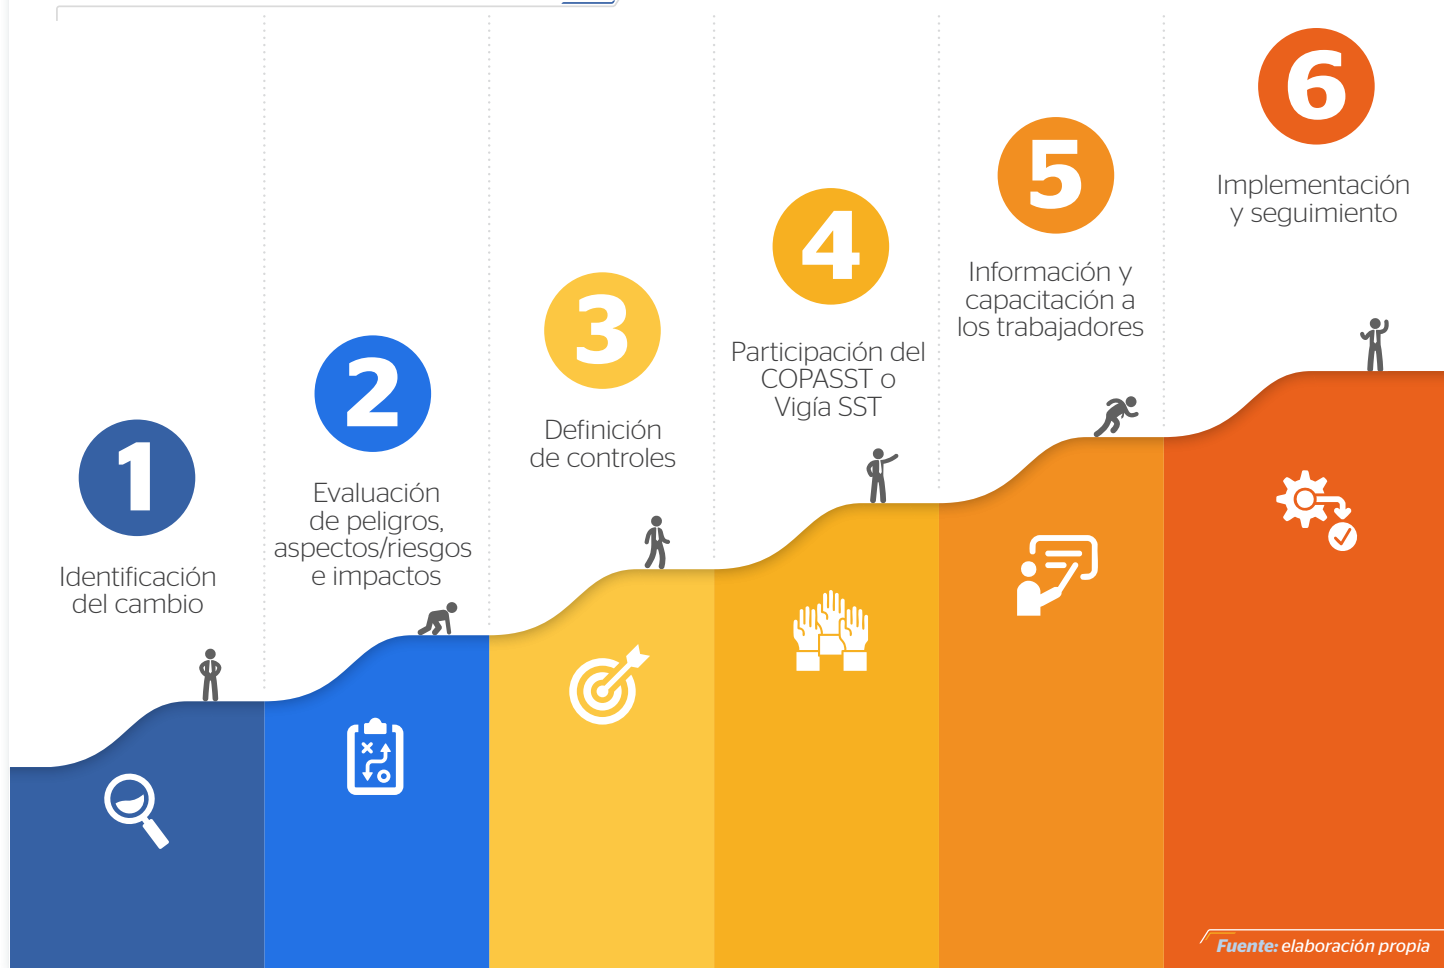 1
Identificación
del cambio
2
Evaluación
de peligros,
aspectos/riesgos
e impactos
3
Definición
de controles
4
Participación del
COPASST o
Vigía SST
5
Información y
capacitación a
los trabajadores
6
Implementación
y seguimiento
Fuente: elaboración propia